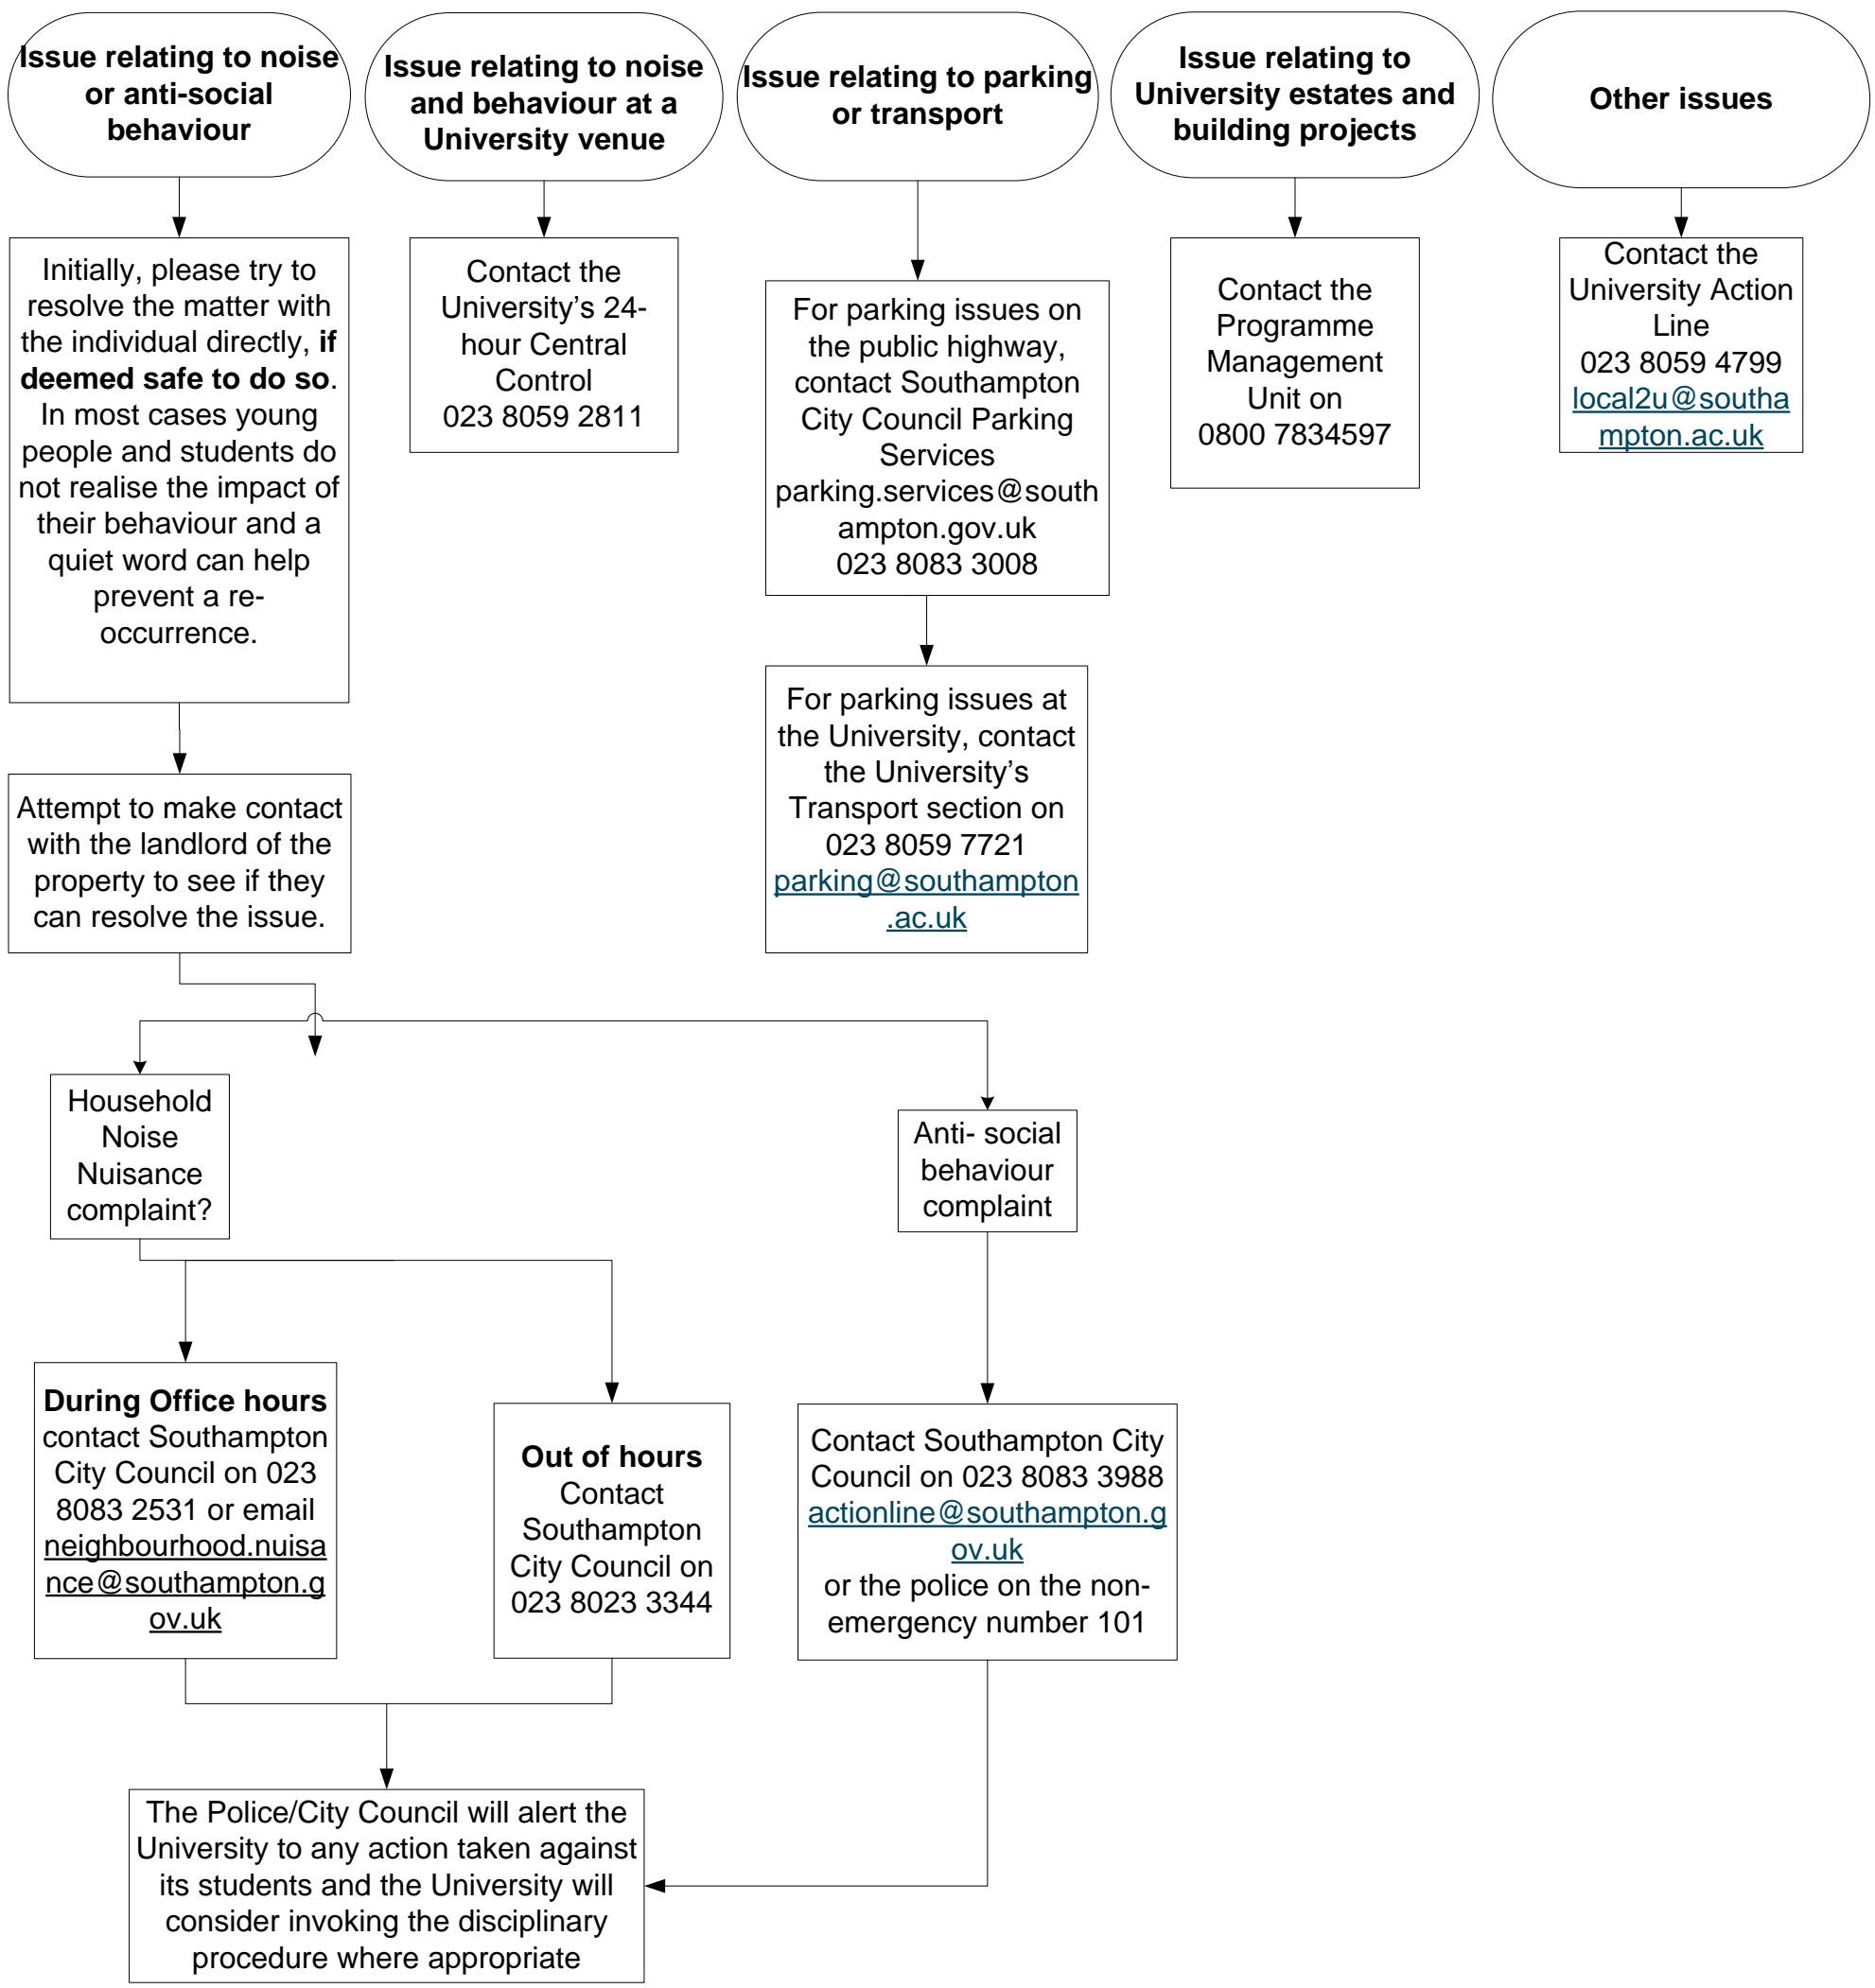 Issue relating to noise
or anti-social
behaviour
Issue relating to noise
and behaviour at a
University venue
Issue relating to parking
or transport
Issue relating to
University estates and
building projects
Other issues
Initially, please try to
resolve the matter with
the individual directly, if
deemed safe to do so.
In most cases young
people and students do
not realise the impact of
their behaviour and a
quiet word can help
prevent a re-
occurrence.
Contact the
University’s 24-
hour Central
Control
023 8059 2811
For parking issues on
the public highway,
contact Southampton
City Council Parking
Services
parking.services@south
ampton.gov.uk
023 8083 3008
Contact the
Programme
Management
Unit on
0800 7834597
Contact the
University Action
Line
023 8059 4799
local2u@southa
mpton.ac.uk
For parking issues at
the University, contact
the University’s
Transport section on
023 8059 7721
parking@southampton
.ac.uk
Attempt to make contact
with the landlord of the
property to see if they
can resolve the issue.
Household
Noise
Nuisance
complaint?
Anti- social
behaviour
complaint
During Office hours
contact Southampton
City Council on 023
8083 2531 or email
neighbourhood.nuisa
nce@southampton.g
ov.uk
Out of hours
Contact
Southampton
City Council on
023 8023 3344
Contact Southampton City
Council on 023 8083 3988
actionline@southampton.g
ov.uk
or the police on the non-
emergency number 101
The Police/City Council will alert the
University to any action taken against
its students and the University will
consider invoking the disciplinary
procedure where appropriate